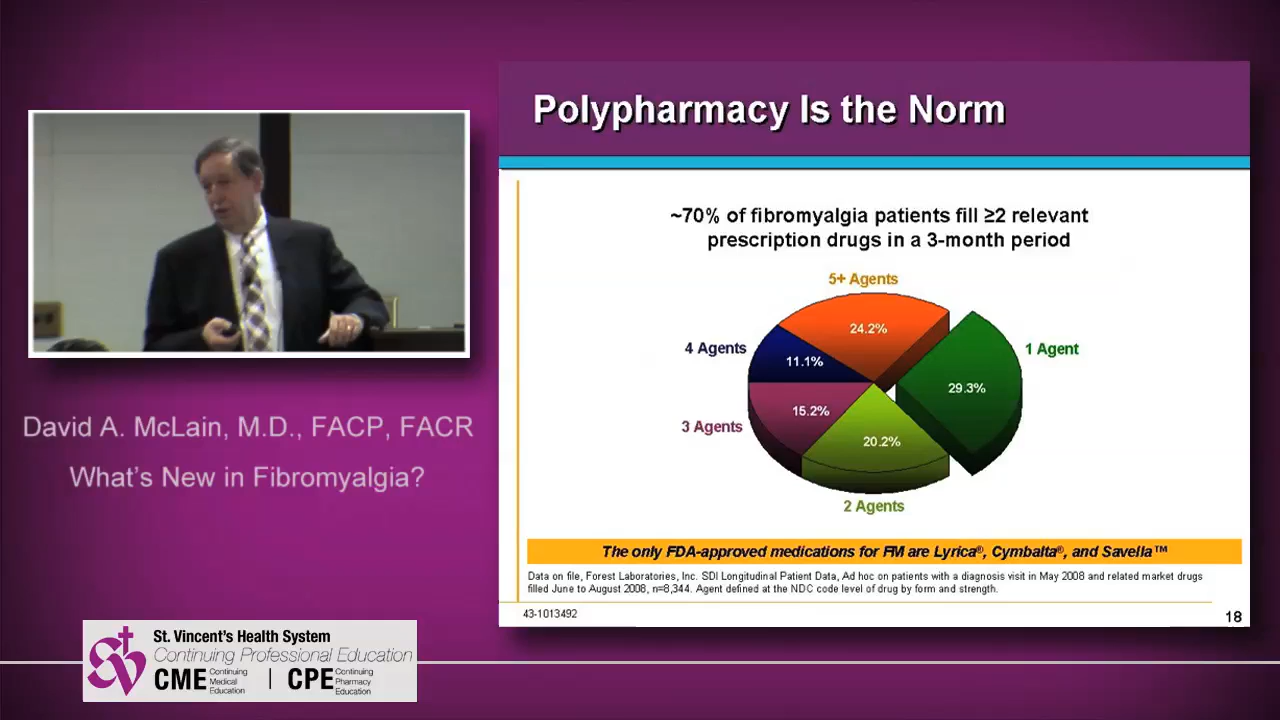 Polypharmacy Is the Norm
~70% of fibromyalgia patients fill ≥2 relevant
prescription drugs in a 3-month period
5+ Agents
24.2%
4 Agents
11.1%
1 Agent
29.3%
3 Agents
15.2%
20.2%
2 Agents
The only FDA-approved medications for FM are Lyrica®, Cymbalta®, and Savella™
Data on file, Forest Laboratories, Inc. SDI Longitudinal Patient Data, Ad hoc on patients with a diagnosis visit in May 2008 and related market drugs
filled June to August 2008, n=8,344. Agent defined at the NDC code level of drug by form and strength.
43-1013492
18
David A. McLain, M.D., FACP, FACR
What's New in Fibromyalgia?
St. Vincent's Health System
Continuing Professional Education
CME Continuing Medical Education | CPE Continuing Pharmacy Education